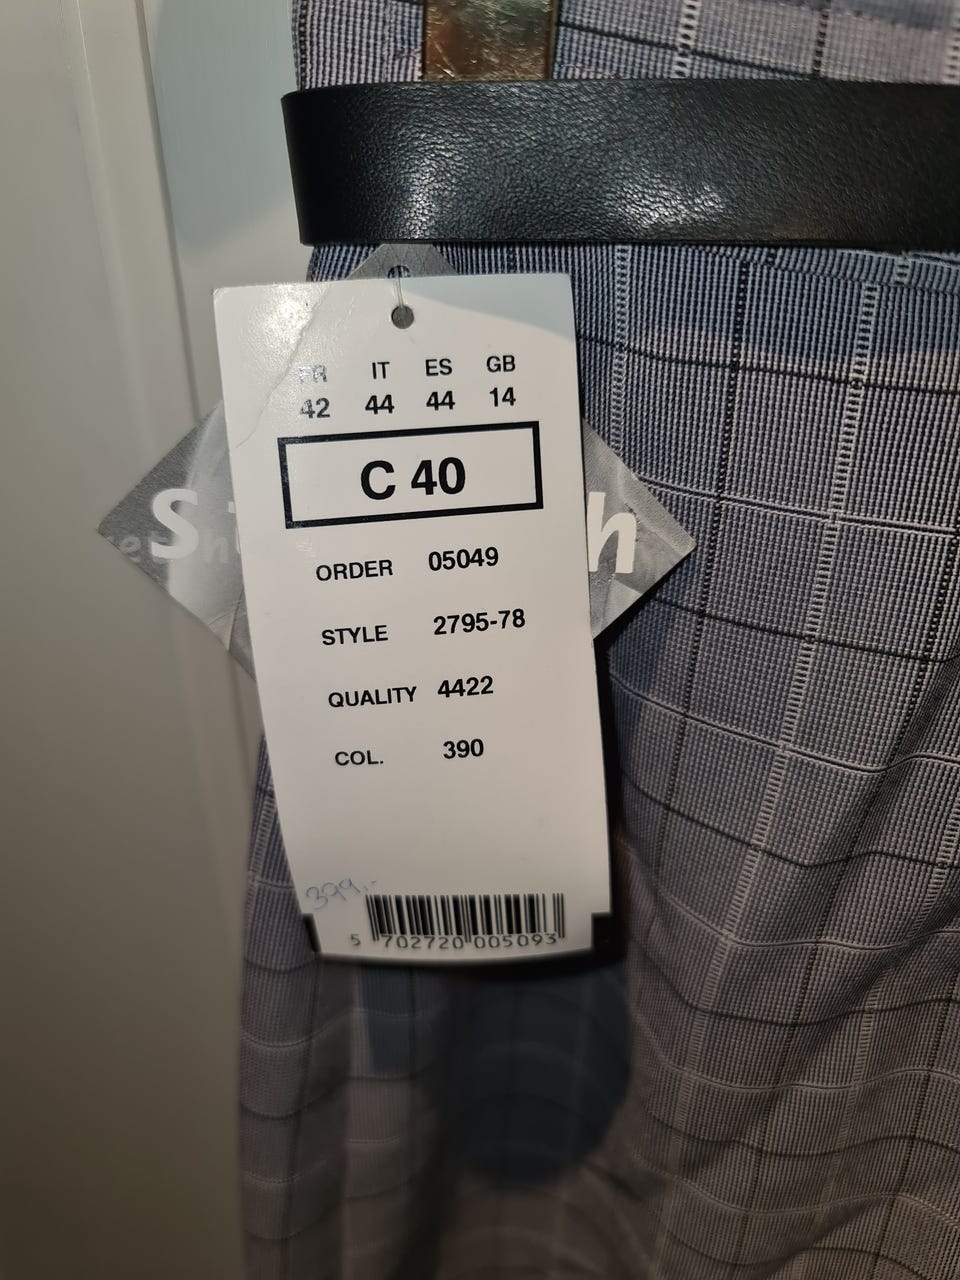 FR IT ES GB
42 44 44 14
C 40
S h
ORDER 05049
STYLE 2795-78
QUALITY 4422
COL. 390
399,-
5 702720 005093